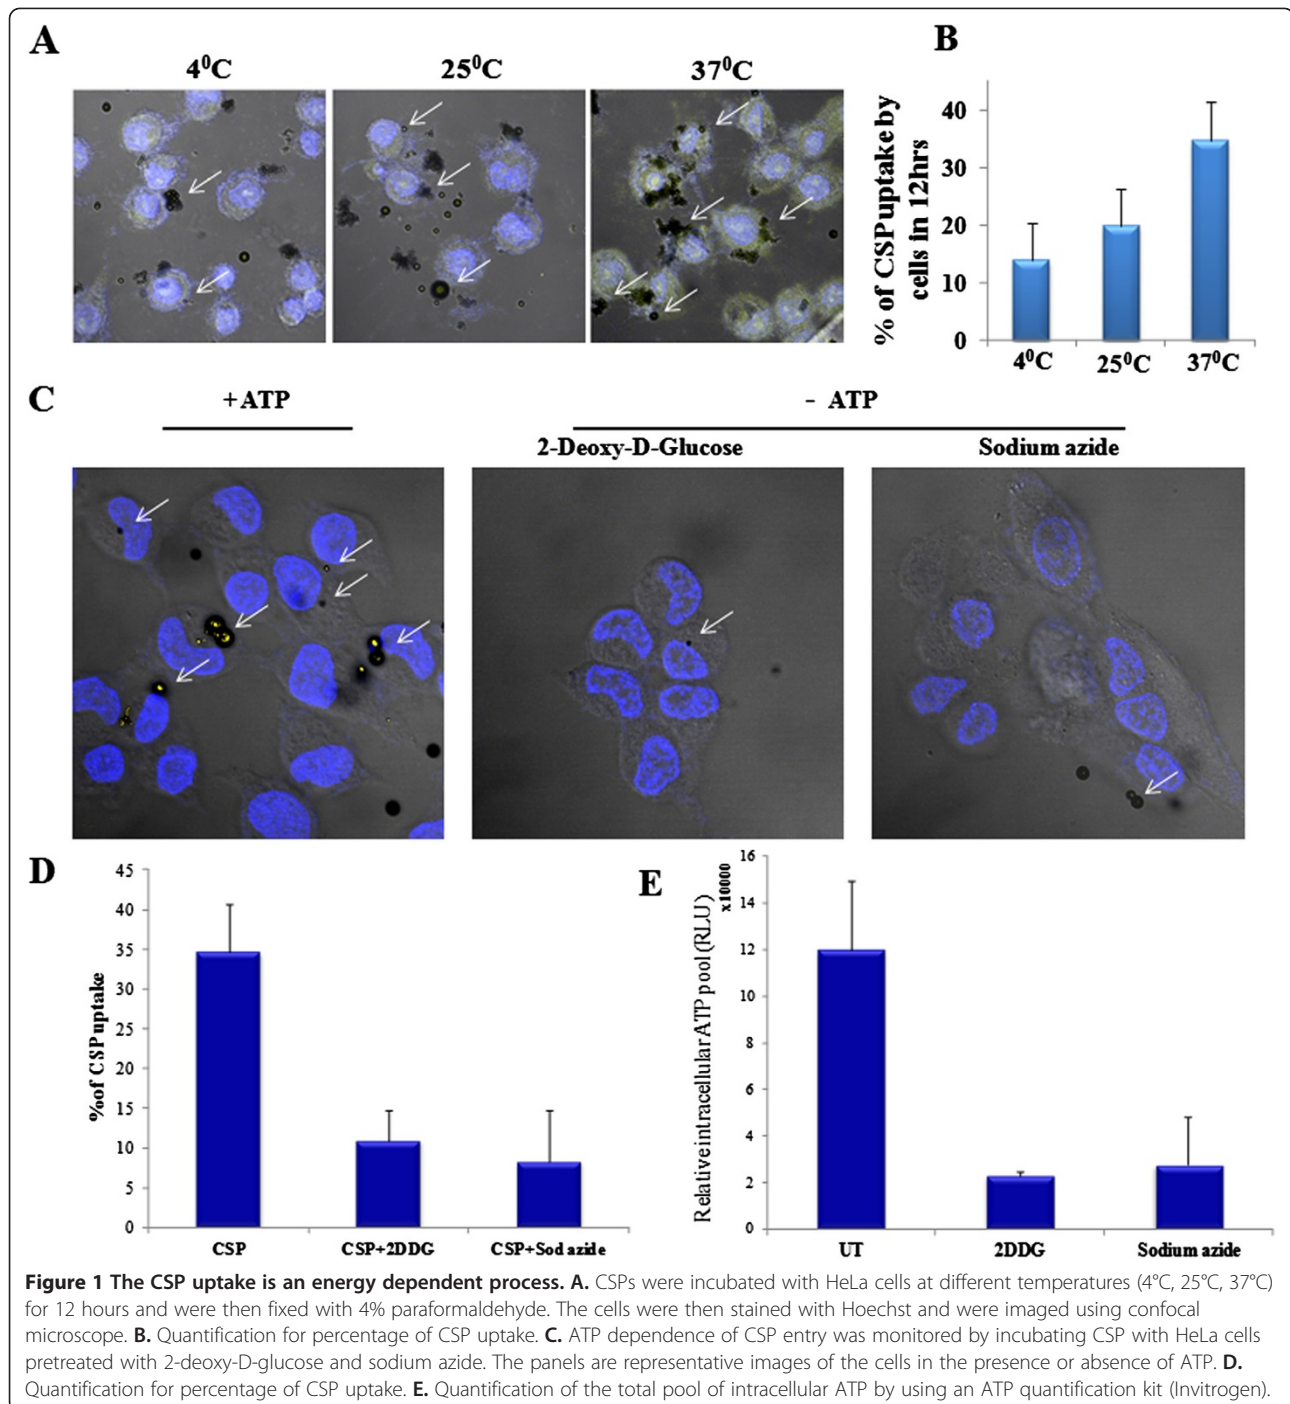 A
4⁰C 25⁰C 37⁰C
B
% of CSP uptake by
cells in 12hrs
40
30
20
10
0
4⁰C 25⁰C 37⁰C
C
+ATP - ATP
2-Deoxy-D-Glucose Sodium azide
D
%of CSP uptake
45
40
35
30
25
20
15
10
5
0
CSP CSP+2DDG CSP+Sod azide
E
Relative intracellular ATP pool (RLU)
x10000
16
14
12
10
8
6
4
2
0
UT 2DDG Sodium azide
Figure 1 The CSP uptake is an energy dependent process. A. CSPs were incubated with HeLa cells at different temperatures (4°C, 25°C, 37°C)
for 12 hours and were then fixed with 4% paraformaldehyde. The cells were then stained with Hoechst and were imaged using confocal
microscope. B. Quantification for percentage of CSP uptake. C. ATP dependence of CSP entry was monitored by incubating CSP with HeLa cells
pretreated with 2-deoxy-D-glucose and sodium azide. The panels are representative images of the cells in the presence or absence of ATP. D.
Quantification for percentage of CSP uptake. E. Quantification of the total pool of intracellular ATP by using an ATP quantification kit (Invitrogen).